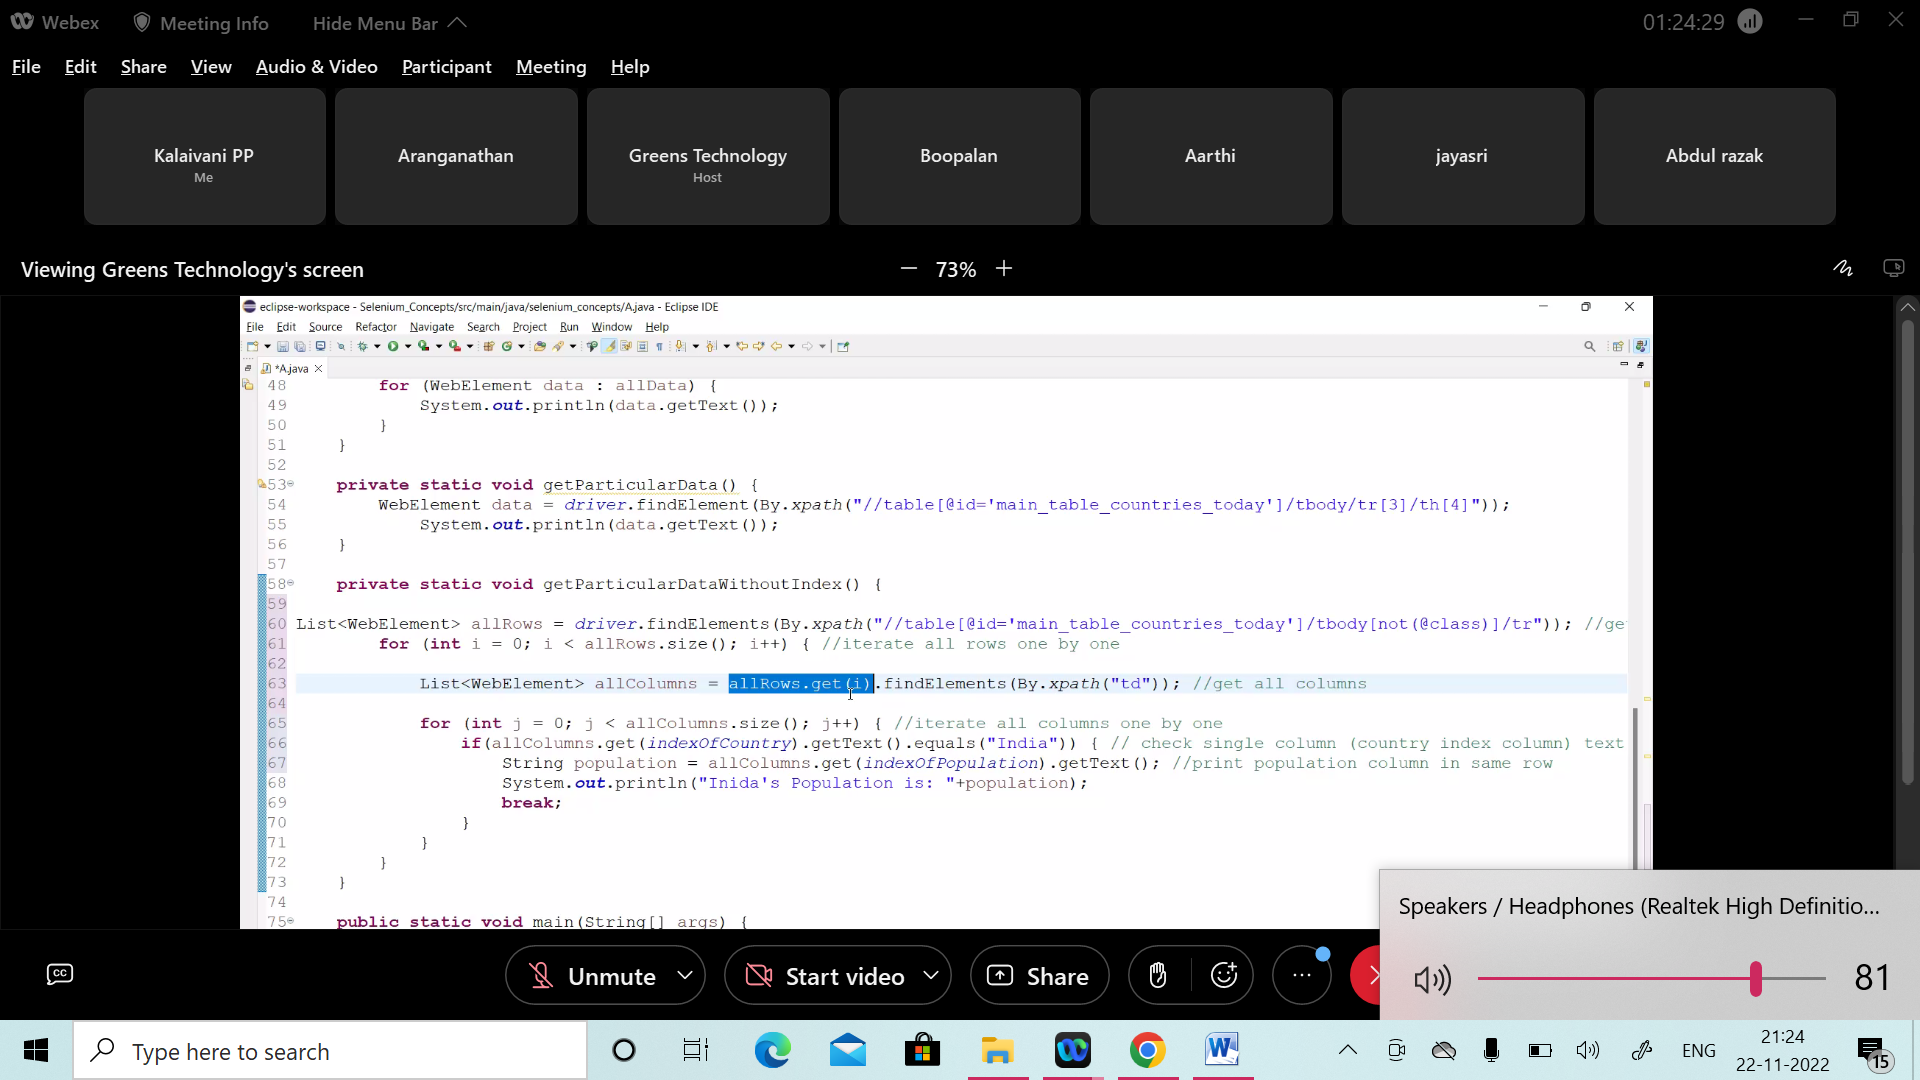 Webex Meeting Info Hide Menu Bar 01:24:29
File Edit Share View Audio & Video Participant Meeting Help
Kalaivani PP
Me
Aranganathan
Greens Technology
Host
Boopalan
Aarthi
jayasri
Abdul razak
Viewing Greens Technology's screen 73%
eclipse-workspace - Selenium_Concepts/src/main/java/selenium_concepts/A.java - Eclipse IDE
File Edit Source Refactor Navigate Search Project Run Window Help
*A.java
48 for (WebElement data : allData) {
49 System.out.println(data.getText());
50 }
51 }
52
53 private static void getParticularData() {
54 WebElement data = driver.findElement(By.xpath("//table[@id='main_table_countries_today']/tbody/tr[3]/th[4]"));
55 System.out.println(data.getText());
56 }
57
58 private static void getParticularDataWithoutIndex() {
59
60 List<WebElement> allRows = driver.findElements(By.xpath("//table[@id='main_table_countries_today']/tbody[not(@class)]/tr")); //ge
61 for (int i = 0; i < allRows.size(); i++) { //iterate all rows one by one
62
63 List<WebElement> allColumns = allRows.get(i).findElements(By.xpath("td")); //get all columns
64
65 for (int j = 0; j < allColumns.size(); j++) { //iterate all columns one by one
66 if(allColumns.get(indexOfCountry).getText().equals("India")) { // check single column (country index column) text
67 String population = allColumns.get(indexOfPopulation).getText(); //print population column in same row
68 System.out.println("Inida's Population is: "+population);
69 break;
70 }
71 }
72 }
73 }
74
75 public static void main(String[] args) {
Speakers / Headphones (Realtek High Definitio...
81
CC Unmute Start video Share
Type here to search
ENG
21:24
22-11-2022
15